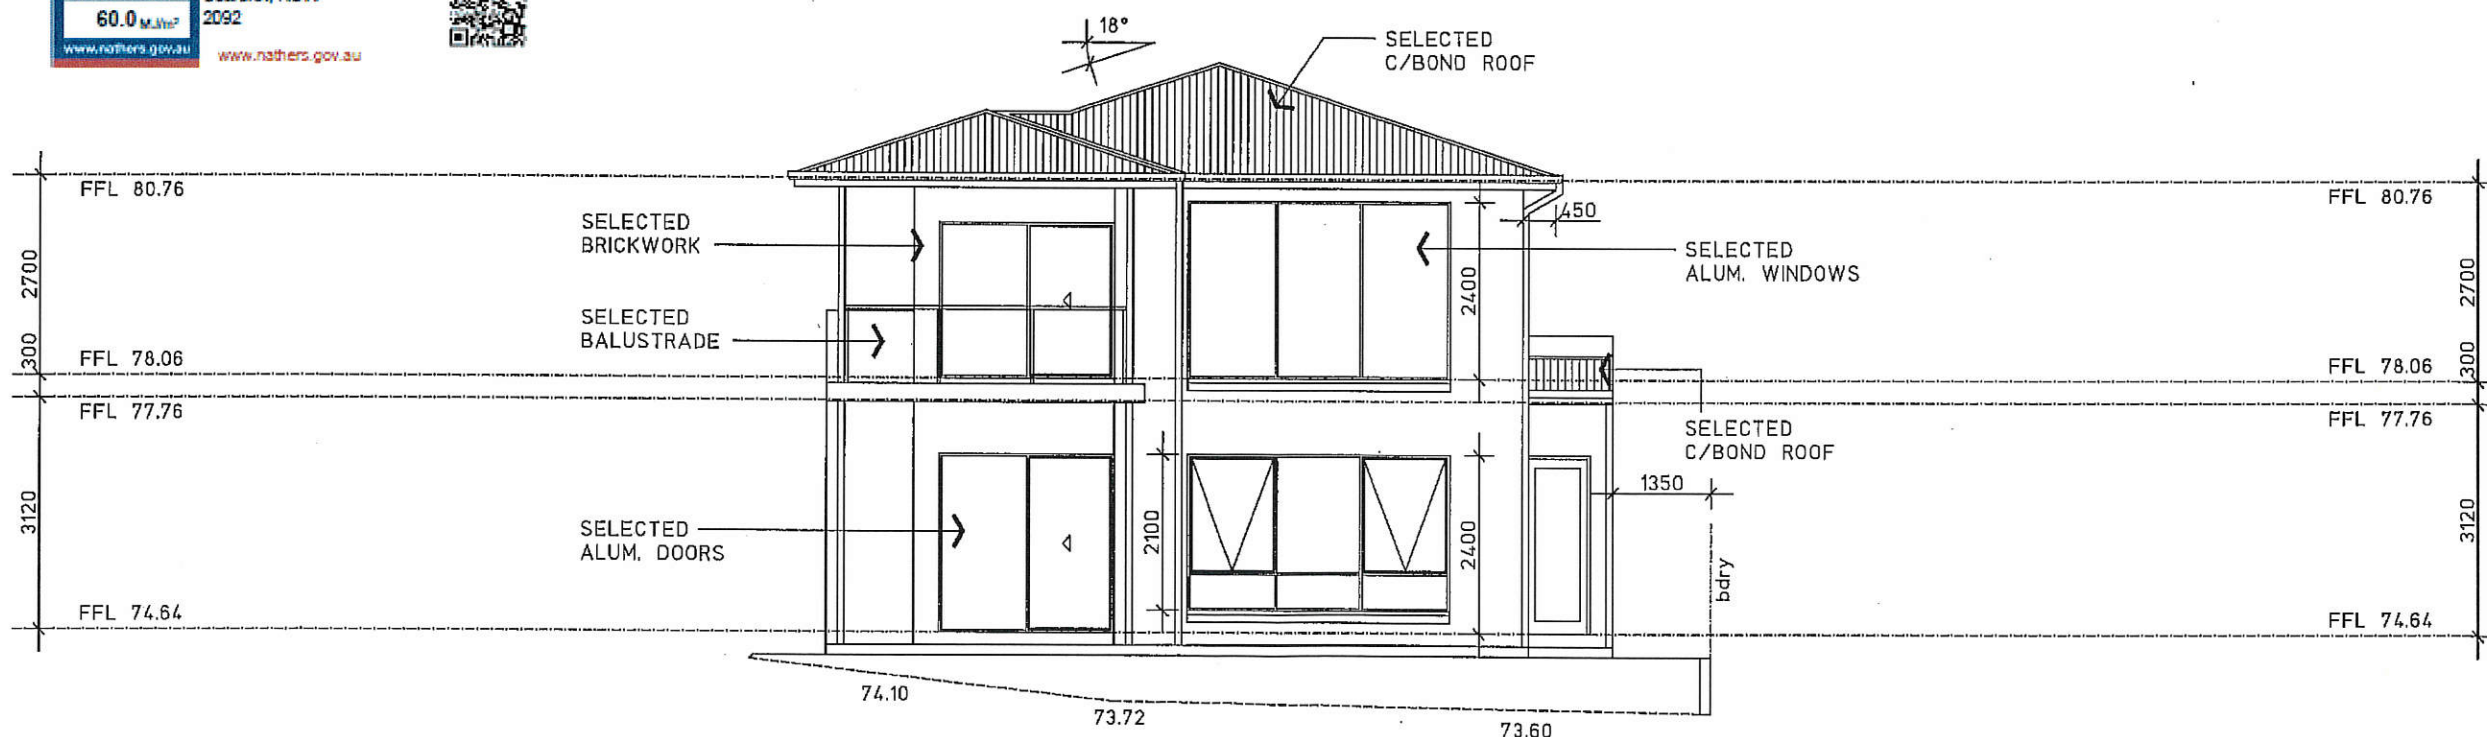 60.0 MJ/m²
2092
www.nathers.gov.au
www.nathers.gov.au
18°
SELECTED
C/BOND ROOF
FFL 80.76
FFL 80.76
SELECTED
BRICKWORK
450
SELECTED
ALUM. WINDOWS
2700
2400
2700
SELECTED
BALUSTRADE
300
FFL 78.06
FFL 78.06
300
FFL 77.76
FFL 77.76
SELECTED
C/BOND ROOF
1350
3120
SELECTED
ALUM. DOORS
2100
2400
3120
bdry
FFL 74.64
FFL 74.64
74.10
73.72
73.60